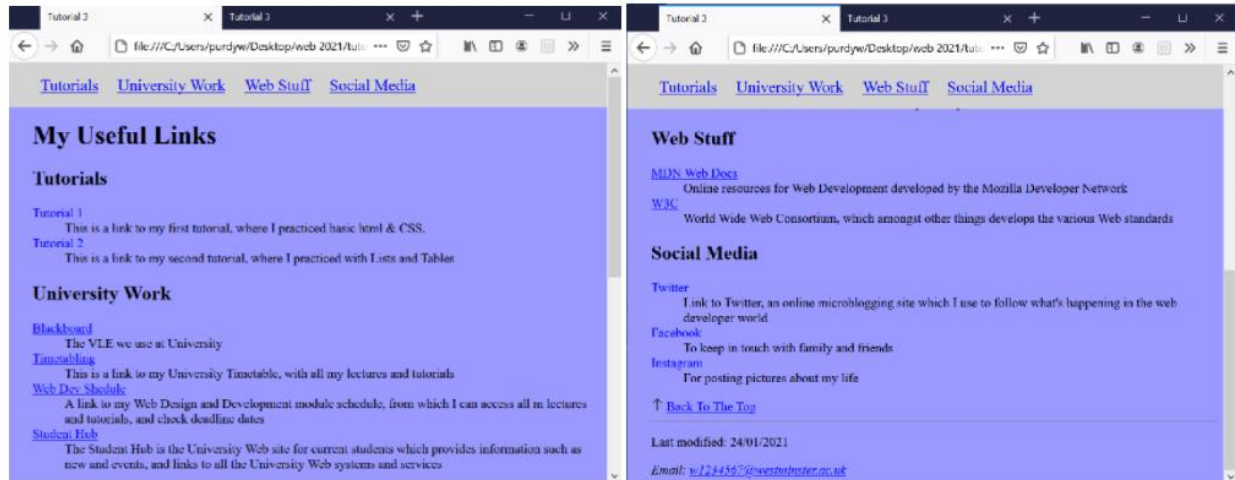 Tutorial 3
Tutorial 3
file:///C:/Users/purdyw/Desktop/web 2021/tuto
Tutorials University Work Web Stuff Social Media
My Useful Links
Tutorials
Tutorial 1
This is a link to my first tutorial, where I practiced basic html & CSS.
Tutorial 2
This is a link to my second tutorial, where I practiced with Lists and Tables
University Work
Blackboard
The VLE we use at University
Timetabling
This is a link to my University Timetable, with all my lectures and tutorials
Web Dev Shedule
A link to my Web Design and Development module schedule, from which I can access all m lectures
and tutorials, and check deadline dates
Student Hub
The Student Hub is the University Web site for current students which provides information such as
new and events, and links to all the University Web systems and services
Tutorial 3
Tutorial 3
file:///C:/Users/purdyw/Desktop/web 2021/tuto
Tutorials University Work Web Stuff Social Media
Web Stuff
MDN Web Docs
Online resources for Web Development developed by the Mozilla Developer Network
W3C
World Wide Web Consortium, which amongst other things develops the various Web standards
Social Media
Twitter
Link to Twitter, an online microblogging site which I use to follow what's happening in the web
developer world
Facebook
To keep in touch with family and friends
Instagram
For posting pictures about my life
↑ Back To The Top
Last modified: 24/01/2021
Email: w1234567@westminster.ac.uk